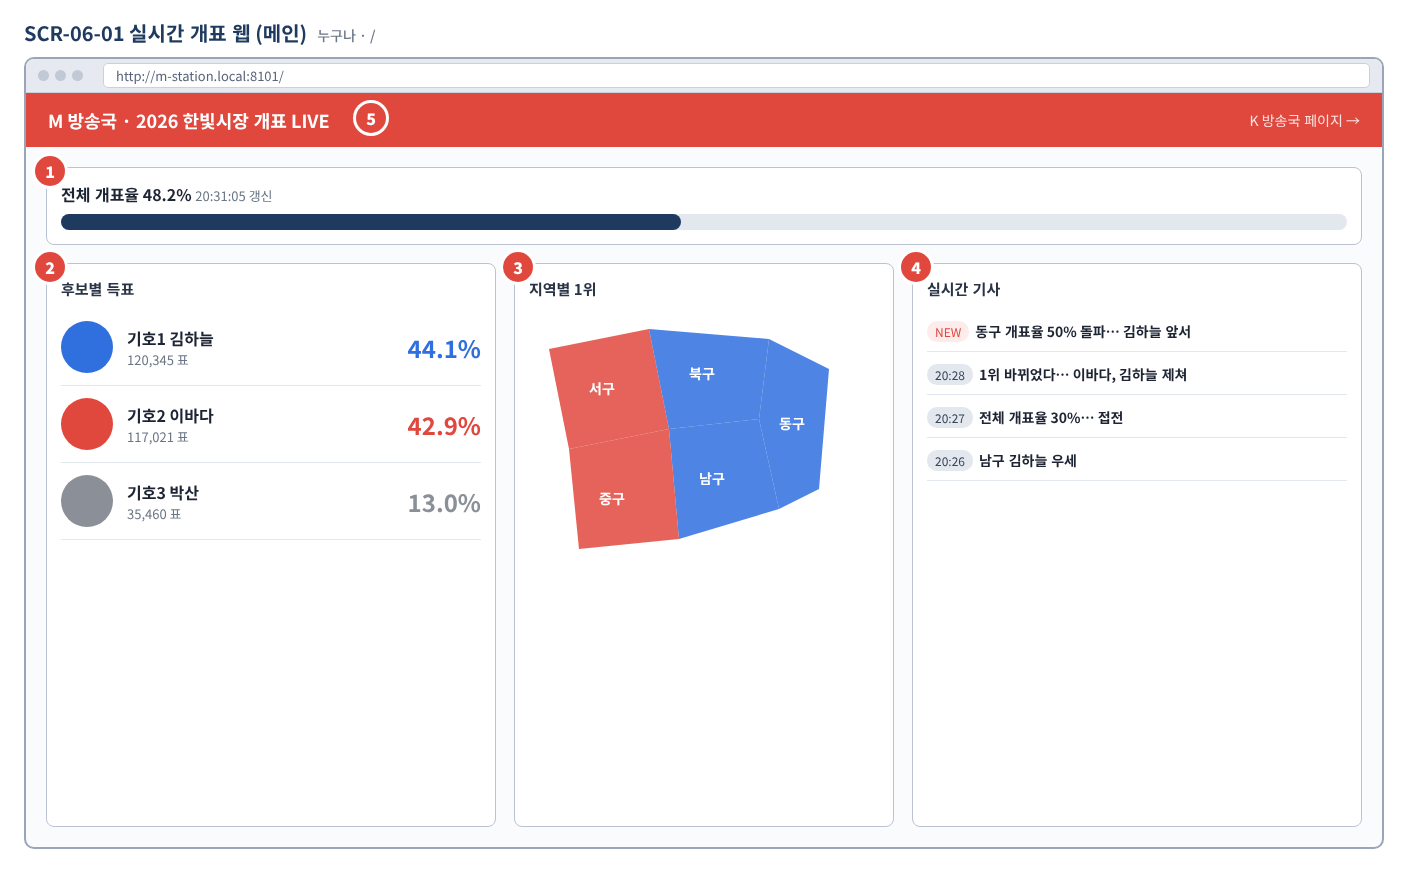 SCR-06-01 실시간 개표 웹 (메인) 누구나 · /
http://m-station.local:8101/
M 방송국 · 2026 한빛시장 개표 LIVE
5
K 방송국 페이지 →
1
전체 개표율 48.2% 20:31:05 갱신
2
후보별 득표
기호1 김하늘
120,345 표
44.1%
기호2 이바다
117,021 표
42.9%
기호3 박산
35,460 표
13.0%
3
지역별 1위
서구
북구
동구
중구
남구
4
실시간 기사
NEW 동구 개표율 50% 돌파… 김하늘 앞서
20:28 1위 바뀌었다… 이바다, 김하늘 제쳐
20:27 전체 개표율 30%… 접전
20:26 남구 김하늘 우세